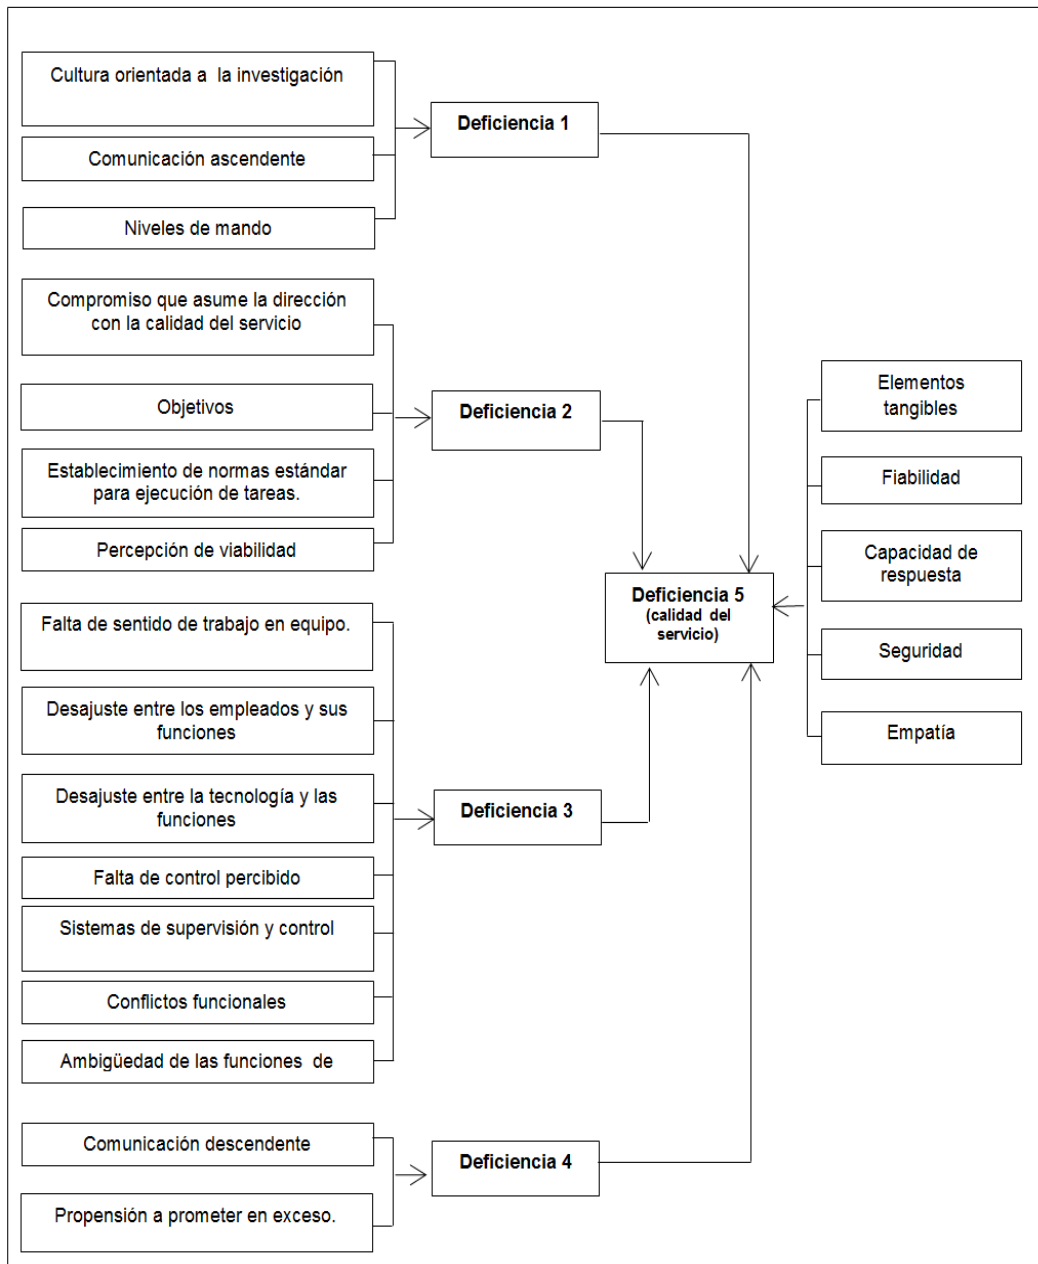 Cultura orientada a la investigación
Comunicación ascendente
Niveles de mando
Deficiencia 1
Compromiso que asume la dirección
con la calidad del servicio
Objetivos
Establecimiento de normas estándar
para ejecución de tareas.
Percepción de viabilidad
Deficiencia 2
Falta de sentido de trabajo en equipo.
Desajuste entre los empleados y sus
funciones
Desajuste entre la tecnología y las
funciones
Falta de control percibido
Sistemas de supervisión y control
Conflictos funcionales
Ambigüedad de las funciones de
Deficiencia 3
Comunicación descendente
Propensión a prometer en exceso.
Deficiencia 4
Deficiencia 5
(calidad del
servicio)
Elementos
tangibles
Fiabilidad
Capacidad de
respuesta
Seguridad
Empatía